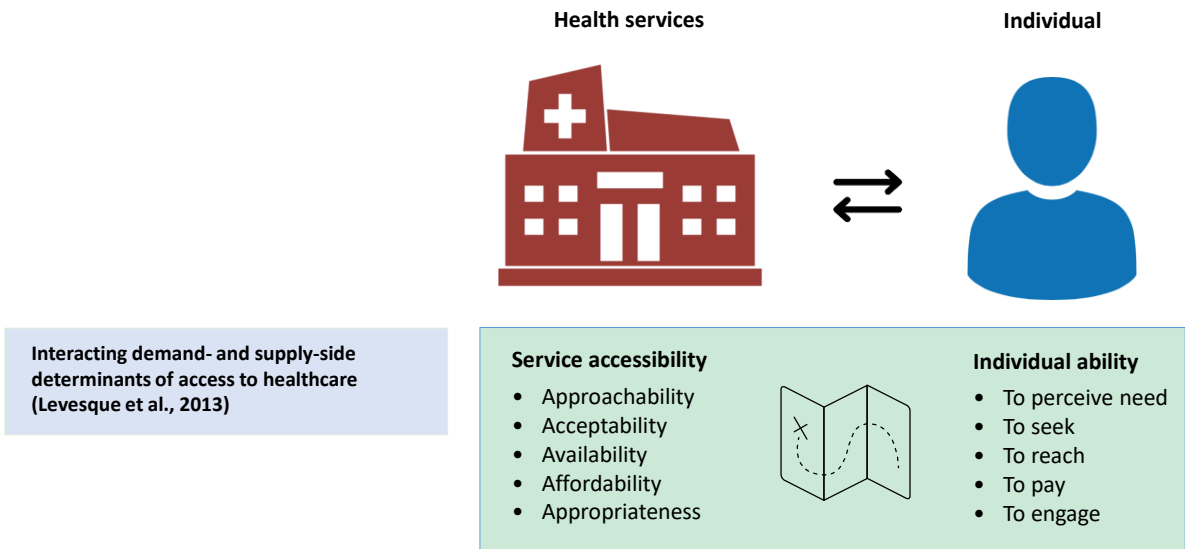 Health services
Individual
Interacting demand- and supply-side
determinants of access to healthcare
(Levesque et al., 2013)
Service accessibility
• Approachability
• Acceptability
• Availability
• Affordability
• Appropriateness
Individual ability
• To perceive need
• To seek
• To reach
• To pay
• To engage